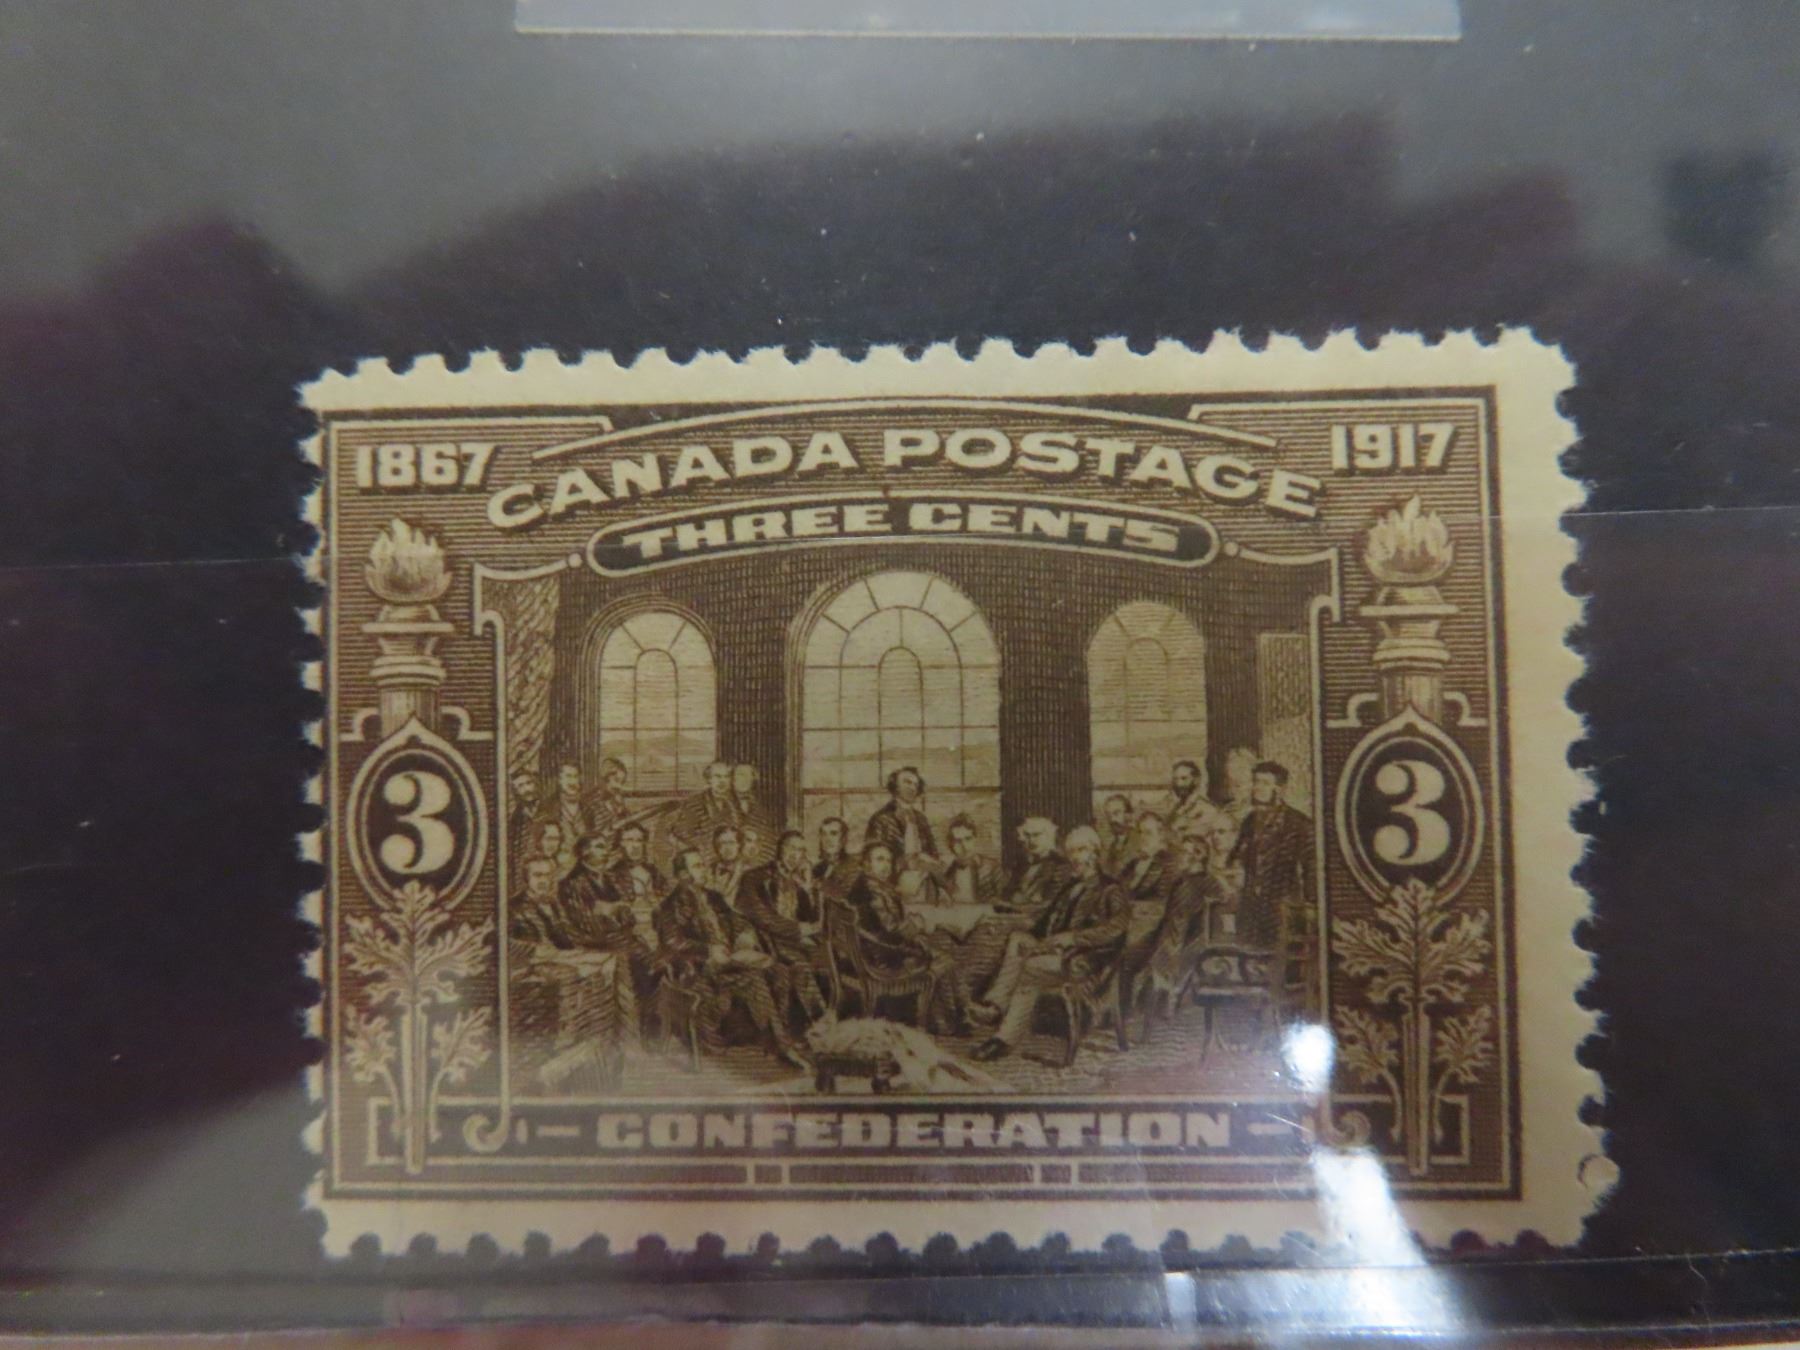 1867 CANADA POSTAGE 1917
THREE CENTS
3 3
CONFEDERATION